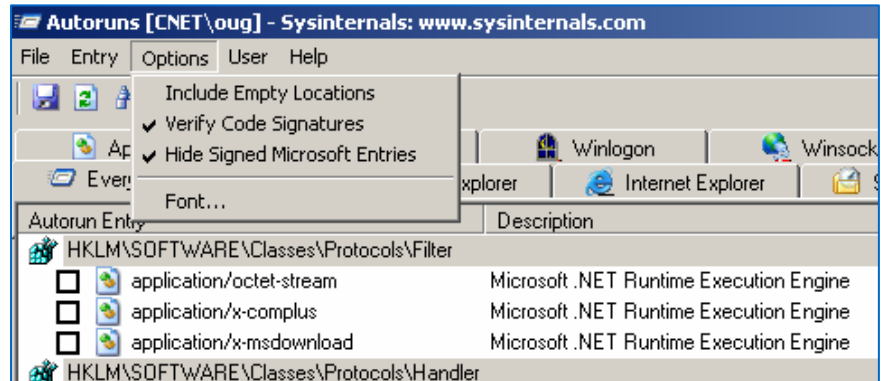 Autoruns [CNET\oug] - Sysinternals: www.sysinternals.com
File Entry Options User Help
Include Empty Locations
Verify Code Signatures
Hide Signed Microsoft Entries
Font...
Winlogon
Winsock
Internet Explorer
Autorun Entry
Description
HKLM\SOFTWARE\Classes\Protocols\Filter
application/octet-stream Microsoft .NET Runtime Execution Engine
application/x-complus Microsoft .NET Runtime Execution Engine
application/x-msdownload Microsoft .NET Runtime Execution Engine
HKLM\SOFTWARE\Classes\Protocols\Handler